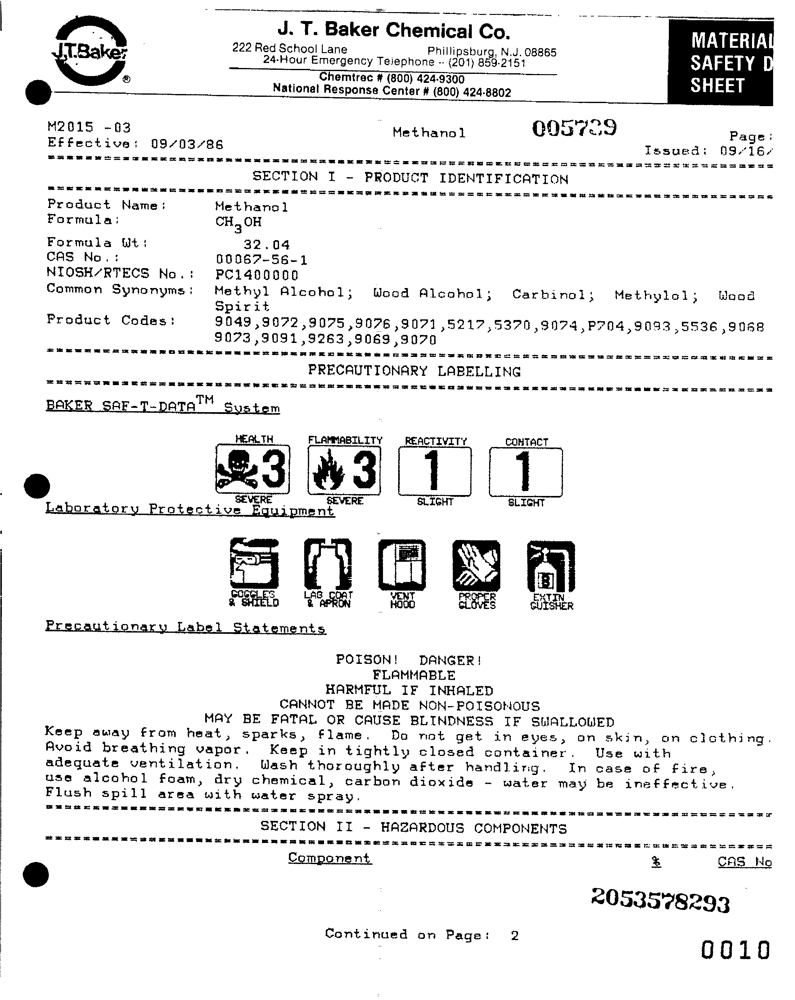 J. T. Baker Chemical Co.
222 Red School Lane Phillipsburg, N.J. 08865
24-Hour Emergency Telephone -- (201) 859-2151
Chemtrec # (800) 424-9300
National Response Center # (800) 424-8802
J.T.Baker
®
MATERIAL
SAFETY D
SHEET
M2015 -03 Methanol 005739 Page:
Effective: 09/03/86 Issued: 09/16/
SECTION I - PRODUCT IDENTIFICATION
Product Name: Methanol
Formula: CH3OH
Formula Wt: 32.04
CAS No.: 00067-56-1
NIOSH/RTECS No.: PC1400000
Common Synonyms: Methyl Alcohol; Wood Alcohol; Carbinol; Methylol; Wood
Spirit
Product Codes: 9049,9072,9075,9076,9071,5217,5370,9074,P704,9093,5536,9068
9073,9091,9263,9069,9070
PRECAUTIONARY LABELLING
BAKER SAF-T-DATA™ System
HEALTH FLAMMABILITY REACTIVITY CONTACT
3 3 1 1
SEVERE SEVERE SLIGHT SLIGHT
Laboratory Protective Equipment
GOGGLES & SHIELD LAB COAT & APRON VENT HOOD PROPER GLOVES EXTINGUISHER
Precautionary Label Statements
POISON! DANGER!
FLAMMABLE
HARMFUL IF INHALED
CANNOT BE MADE NON-POISONOUS
MAY BE FATAL OR CAUSE BLINDNESS IF SWALLOWED
Keep away from heat, sparks, flame. Do not get in eyes, on skin, on clothing.
Avoid breathing vapor. Keep in tightly closed container. Use with
adequate ventilation. Wash thoroughly after handling. In case of fire,
use alcohol foam, dry chemical, carbon dioxide - water may be ineffective.
Flush spill area with water spray.
SECTION II - HAZARDOUS COMPONENTS
Component % CAS No
2053578293
Continued on Page: 2
0010